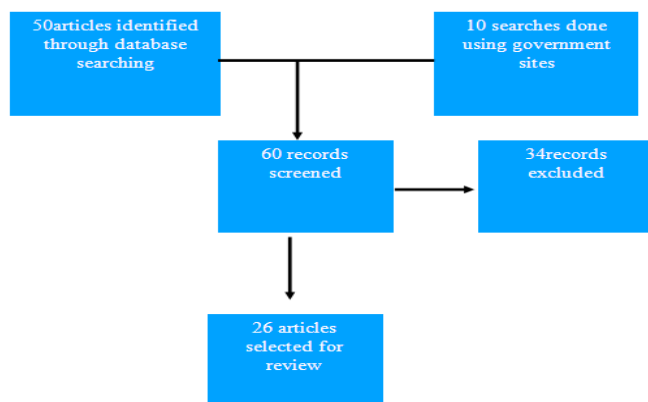 50articles identified
through database
searching
10 searches done
using government
sites
60 records
screened
34records
excluded
26 articles
selected for
review